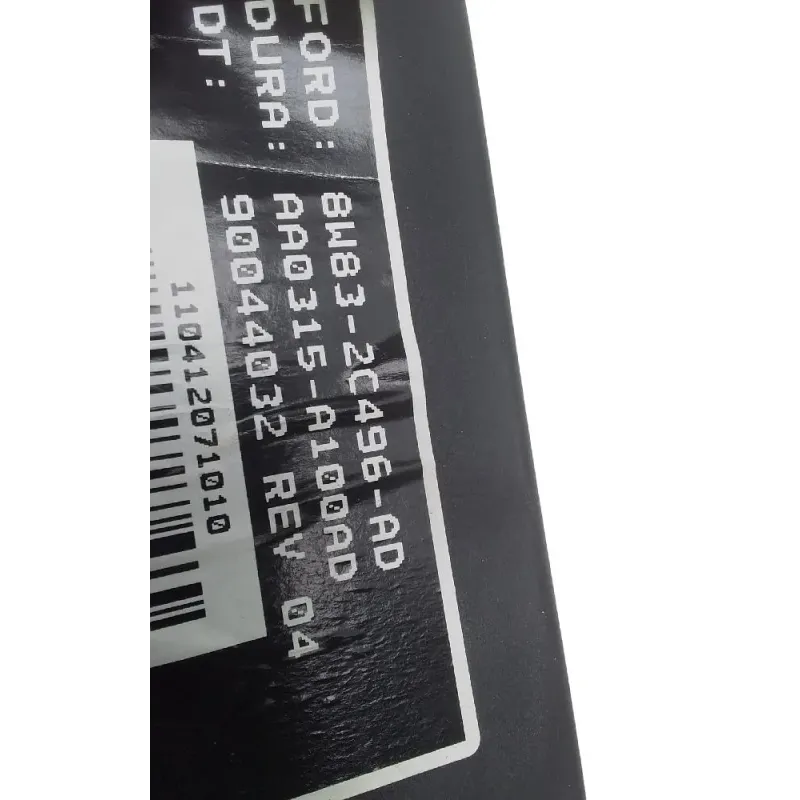 FORD: 8W83-2C496-AD
DURA: AA0315-A100AD
DT: 90044032 REV 04
110412071010